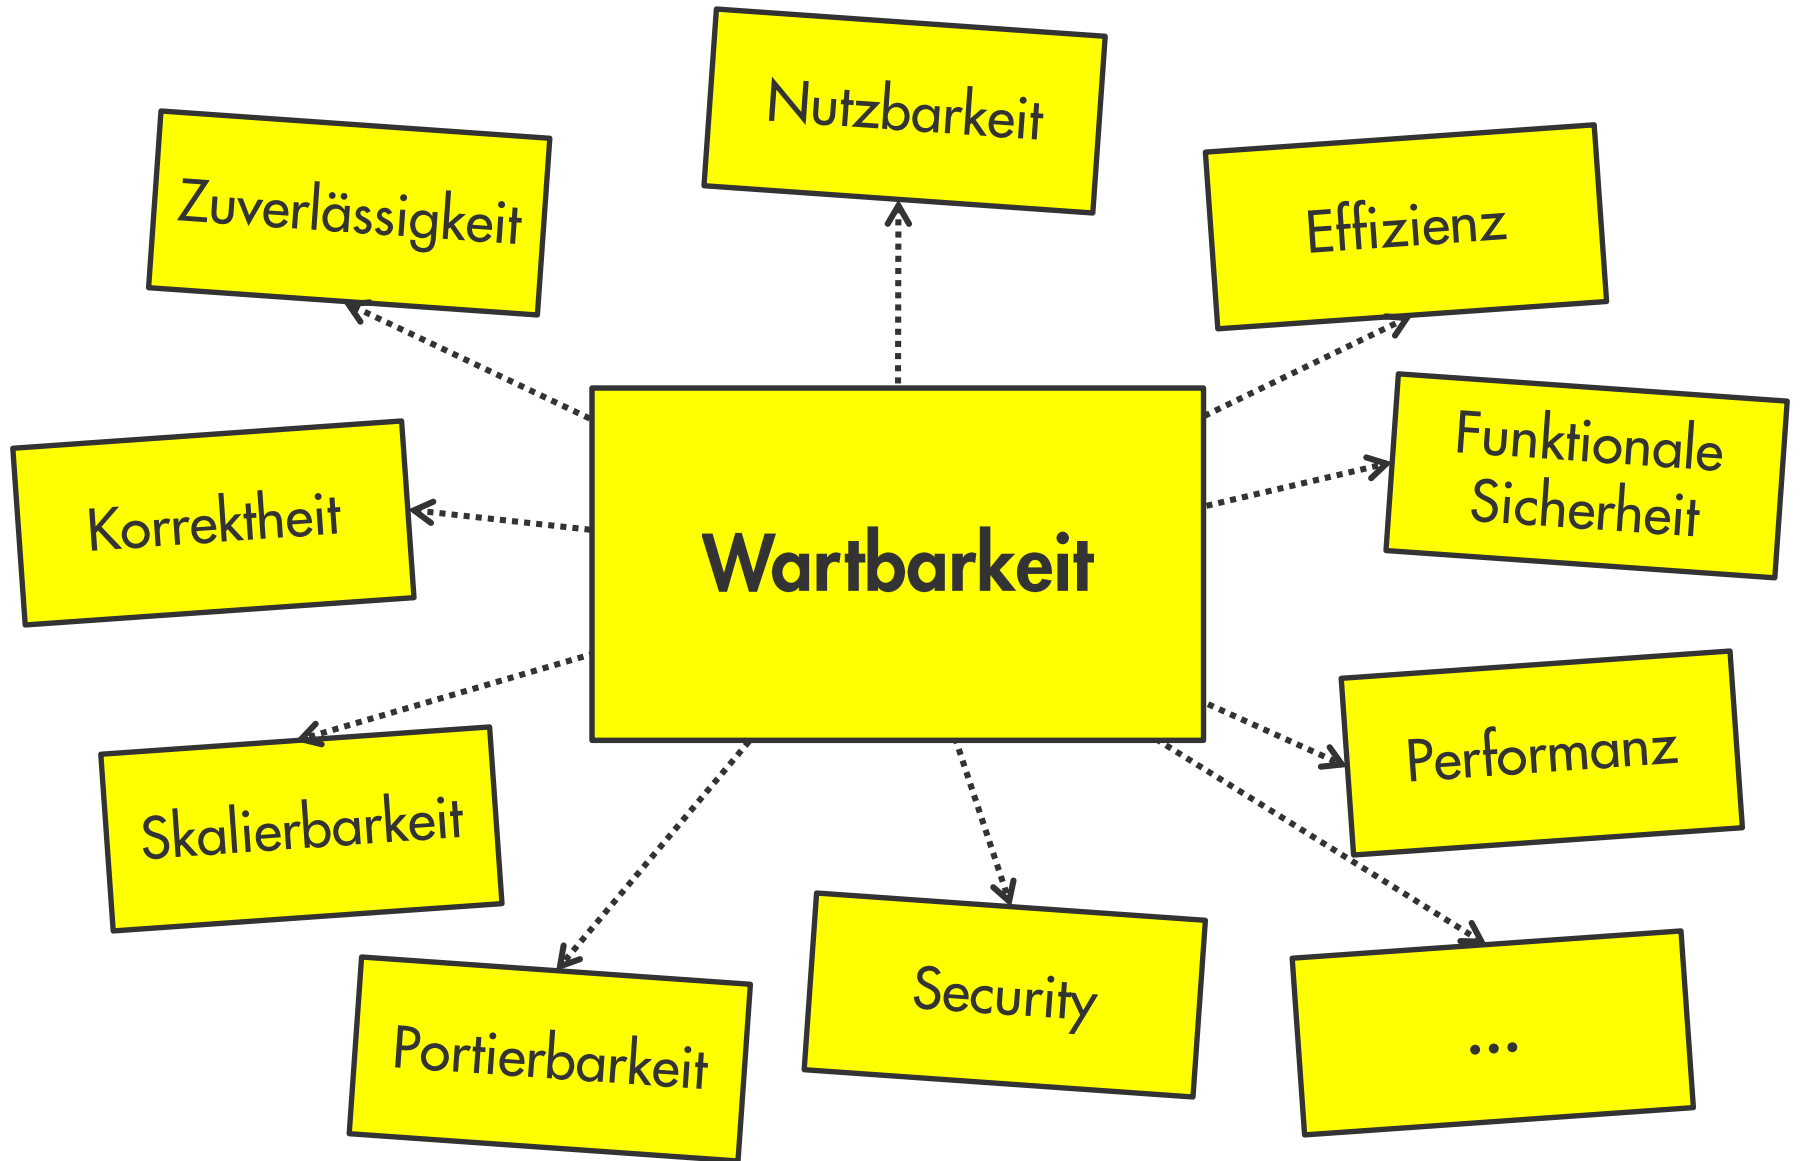 Nutzbarkeit
Zuverlässigkeit
Effizienz
Funktionale
Sicherheit
Korrektheit
Wartbarkeit
Performanz
Skalierbarkeit
Security
Portierbarkeit
...